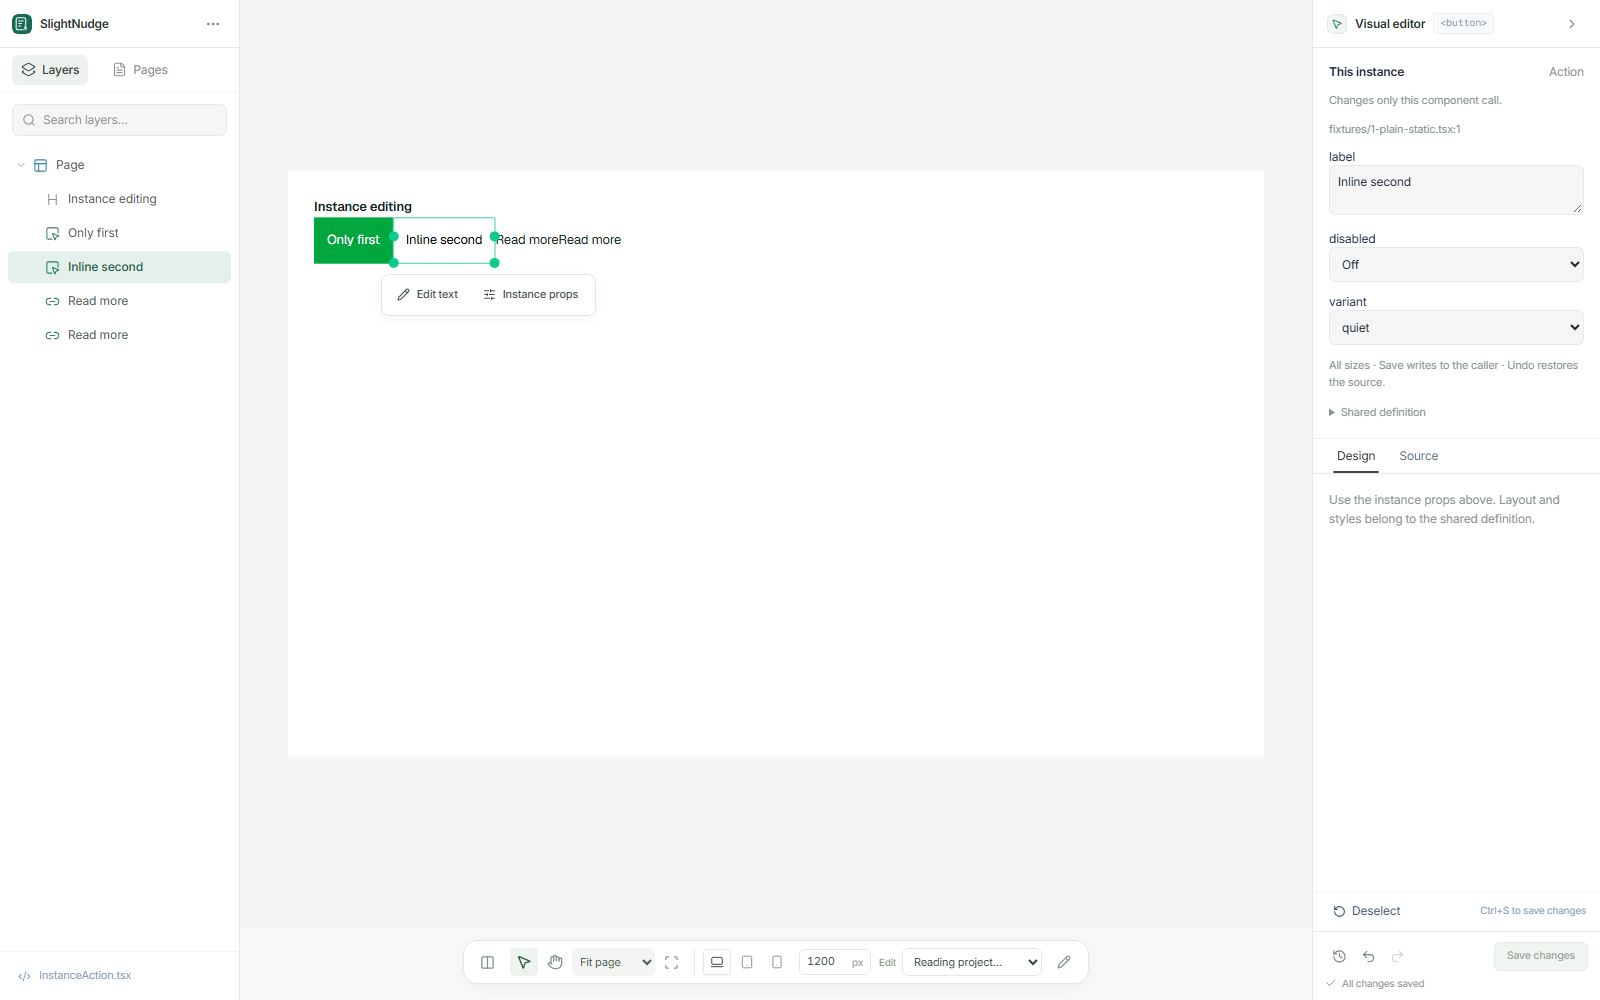 SlightNudge
Layers
Pages
Search layers...
Page
Instance editing
Only first
Inline second
Read more
Read more
InstanceAction.tsx
Instance editing
Only first
Inline second
Read moreRead more
Edit text
Instance props
Fit page
1200 px
Edit
Reading project...
Visual editor
<button>
This instance
Action
Changes only this component call.
fixtures/1-plain-static.tsx:1
label
Inline second
disabled
Off
variant
quiet
All sizes · Save writes to the caller · Undo restores
the source.
Shared definition
Design
Source
Use the instance props above. Layout and
styles belong to the shared definition.
Deselect
Ctrl+S to save changes
Save changes
All changes saved